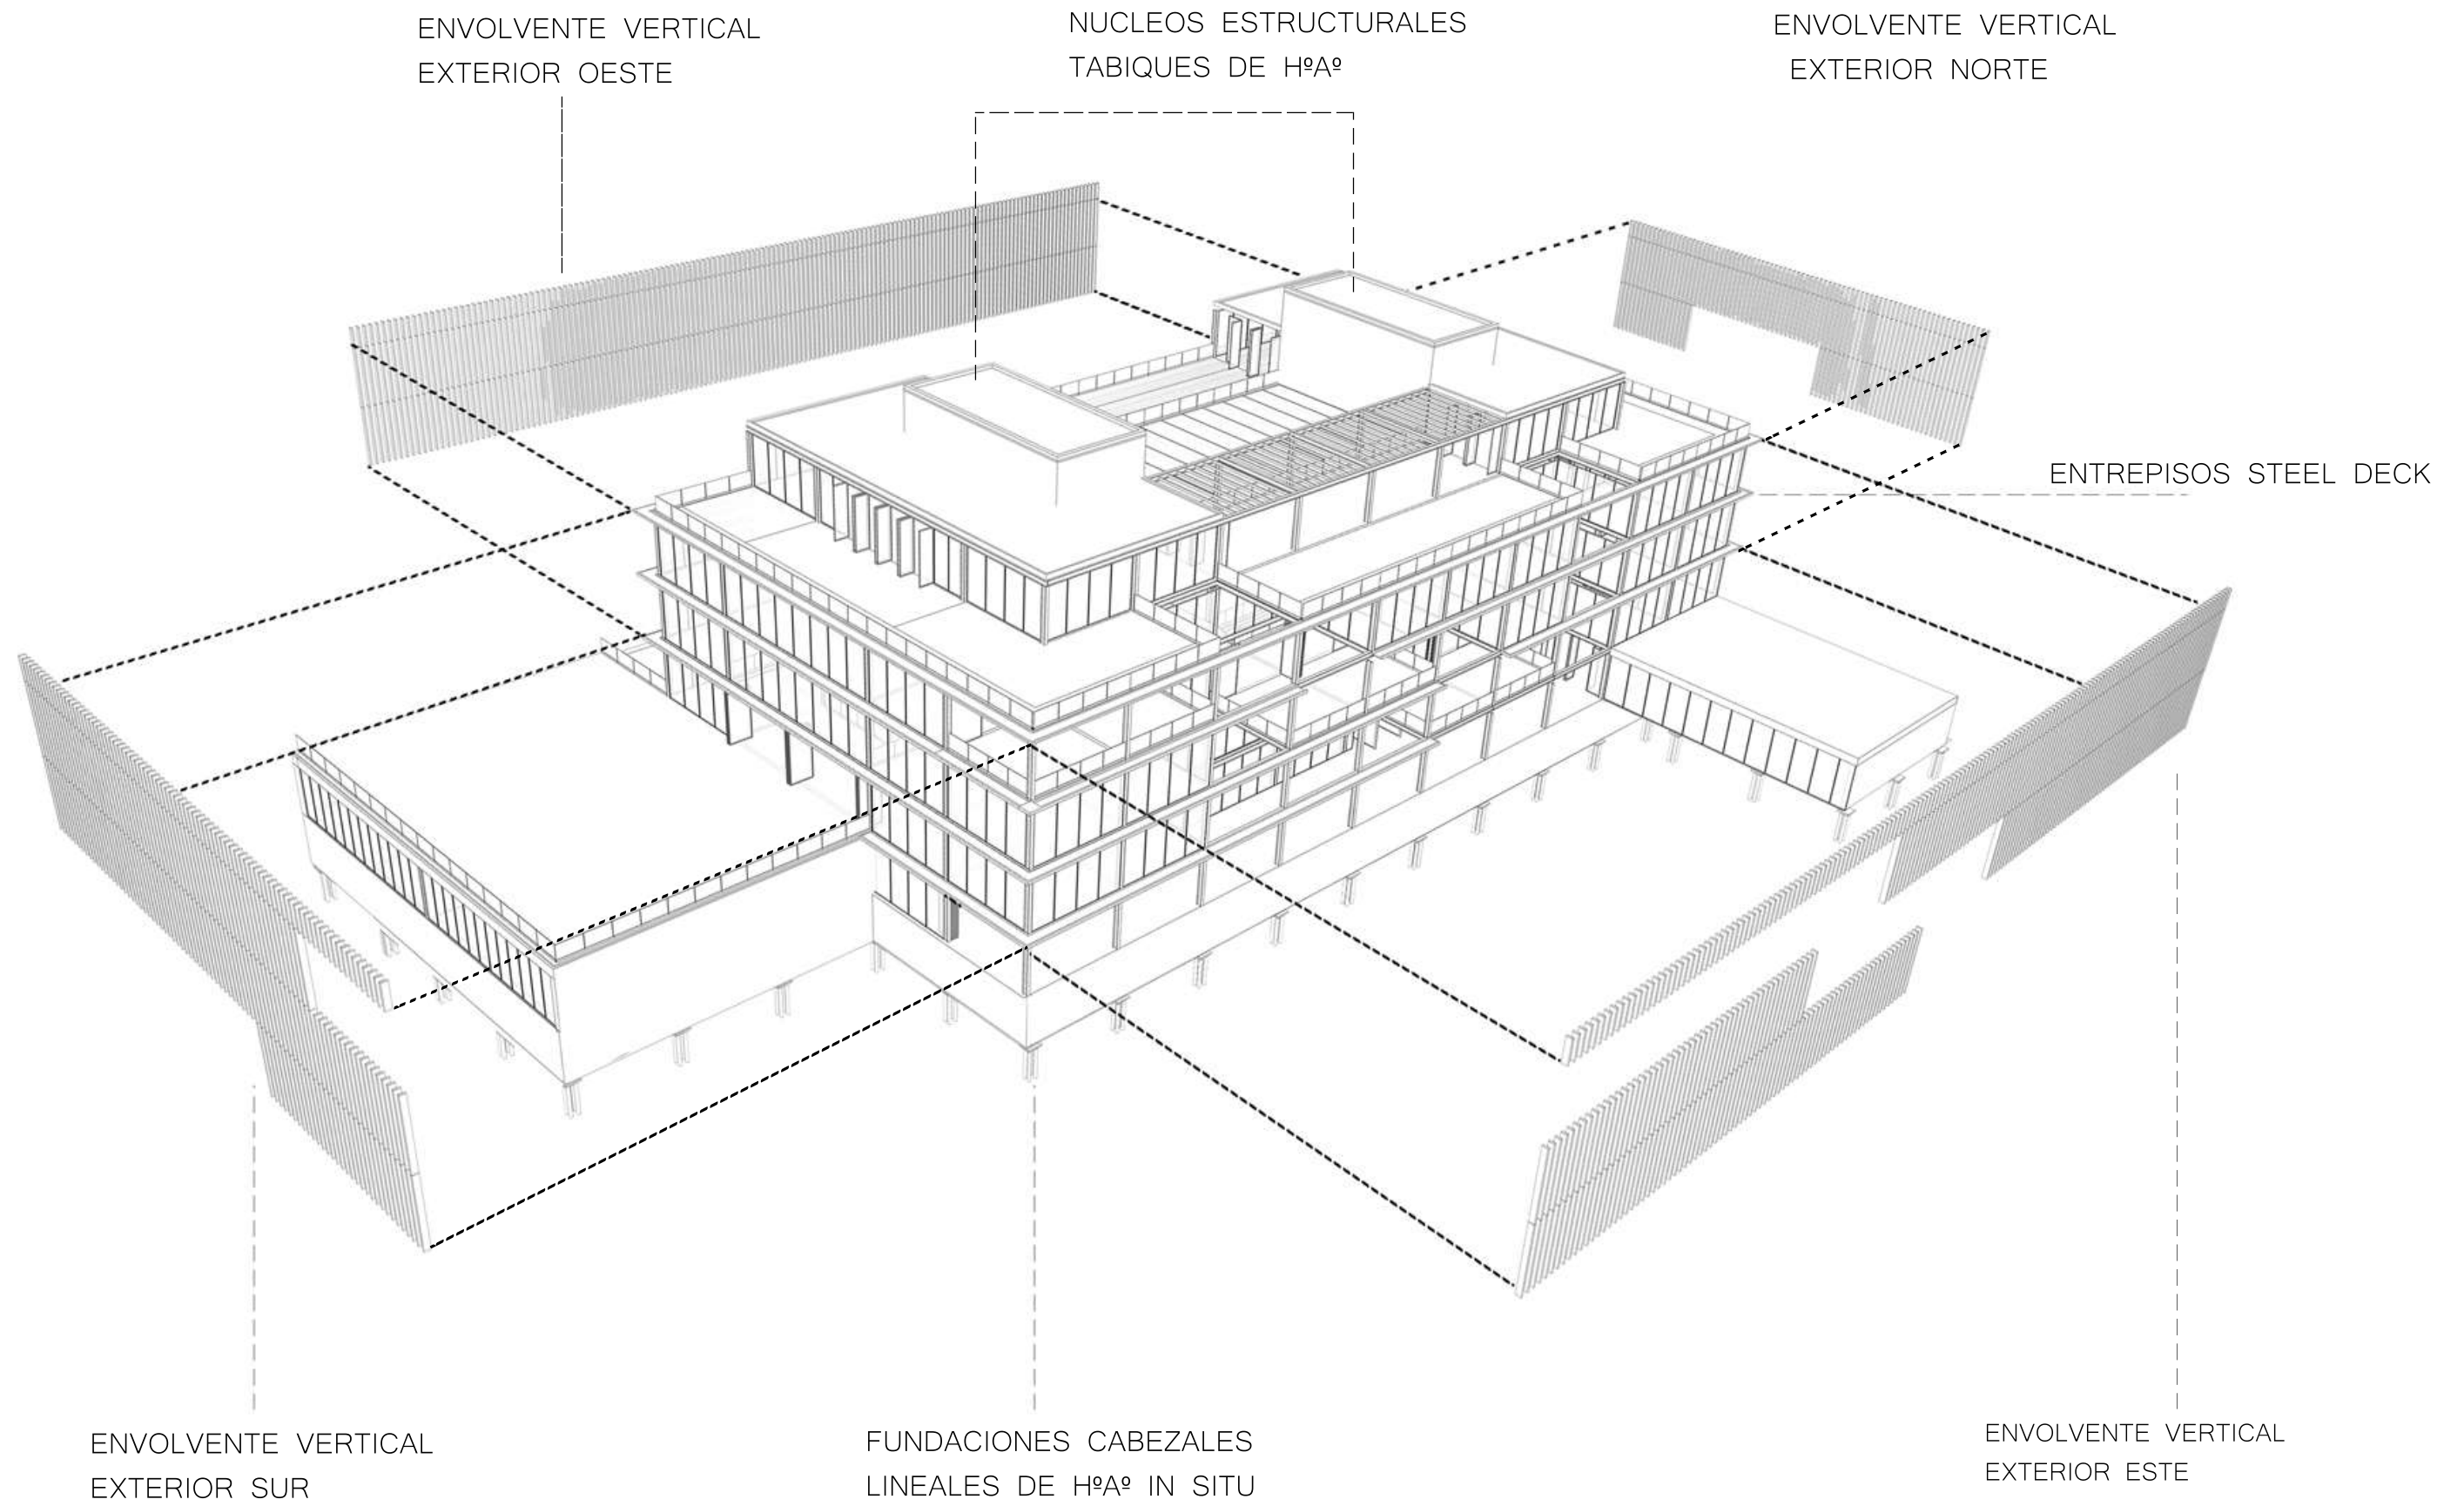 ENVOLVENTE VERTICAL
EXTERIOR OESTE
NUCLEOS ESTRUCTURALES
TABIQUES DE HºAº
ENVOLVENTE VERTICAL
EXTERIOR NORTE
ENTREPISOS STEEL DECK
ENVOLVENTE VERTICAL
EXTERIOR SUR
FUNDACIONES CABEZALES
LINEALES DE HºAº IN SITU
ENVOLVENTE VERTICAL
EXTERIOR ESTE